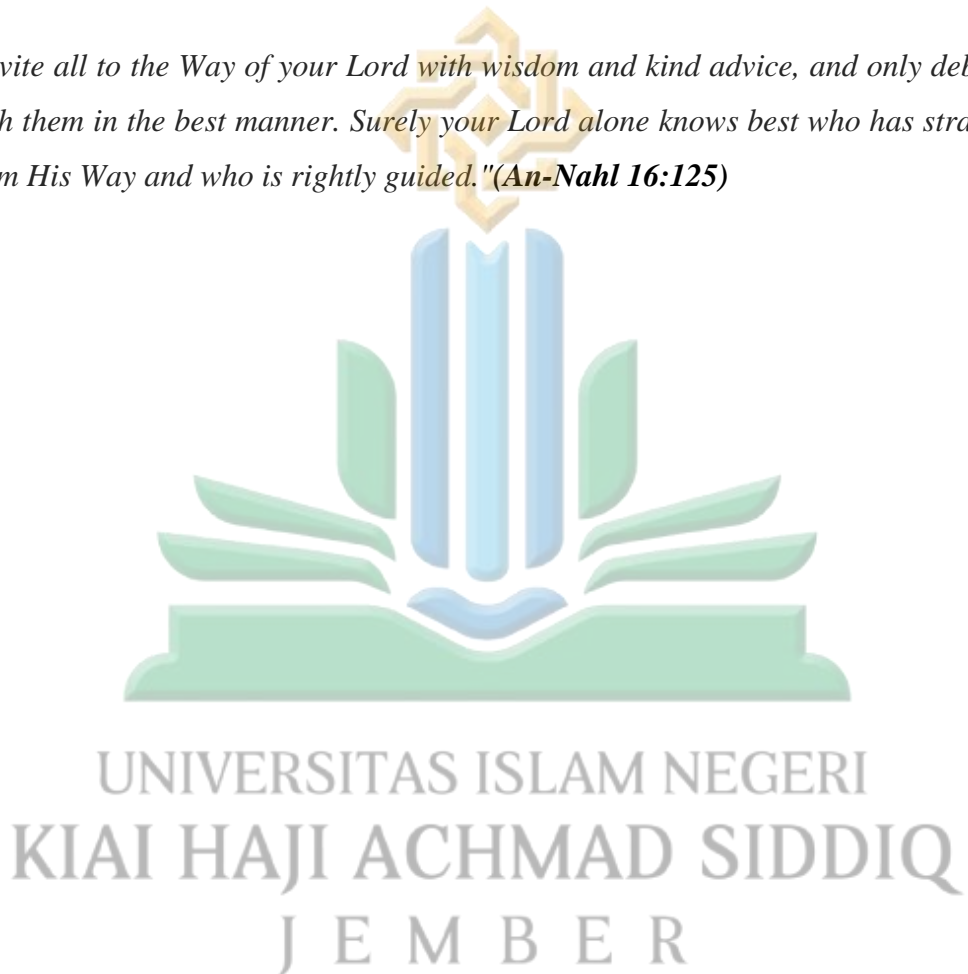 vite all to the Way of your Lord with wisdom and kind advice, and only deb
h them in the best manner. Surely your Lord alone knows best who has stra
m His Way and who is rightly guided."(An-Nahl 16:125)
UNIVERSITAS ISLAM NEGERI
KIAI HAJI ACHMAD SIDDIQ
J E M B E R